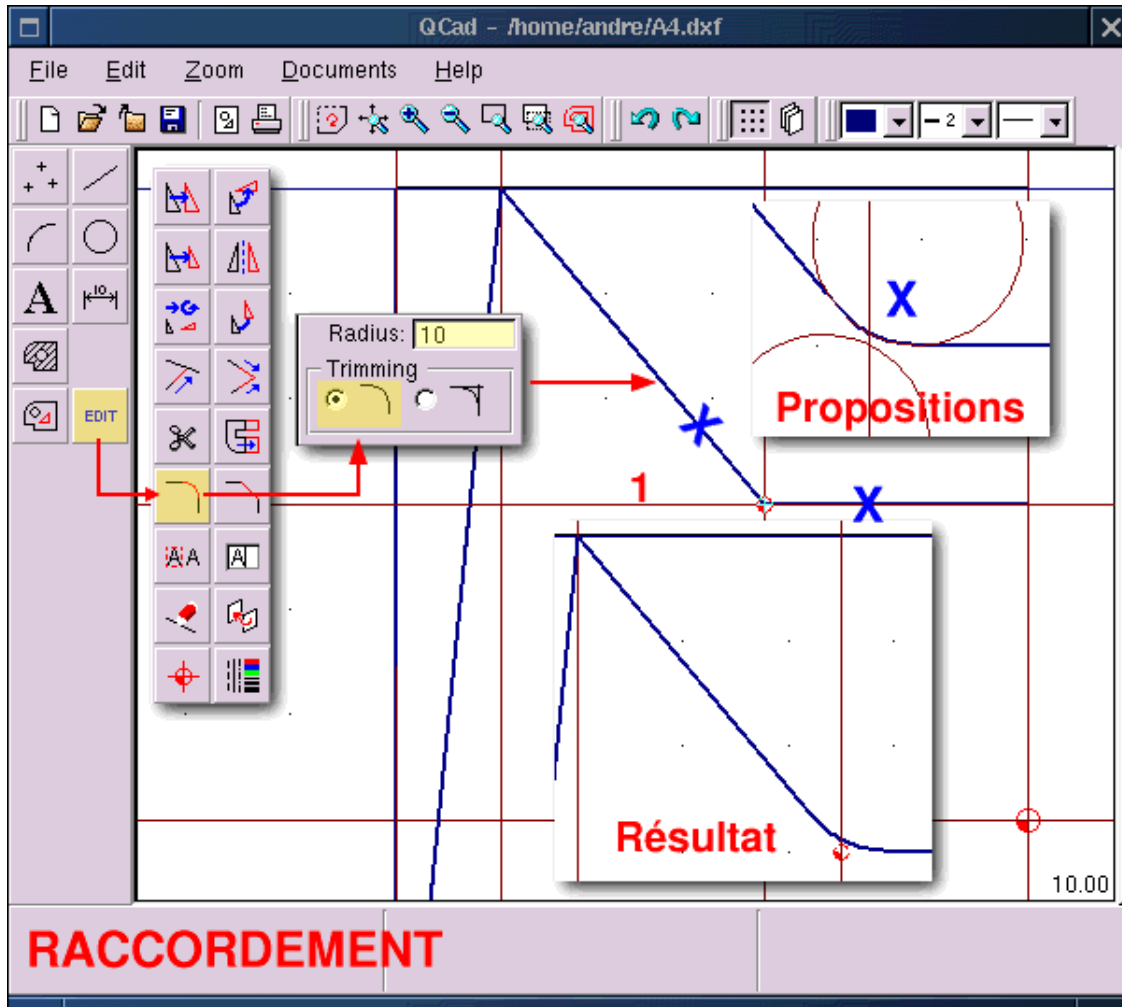 QCad - /home/andre/A4.dxf
File Edit Zoom Documents Help
2
A
10
EDIT
Radius: 10
Trimming
X
Propositions
X
1
X
A A
A
Résultat
10.00
RACCORDEMENT